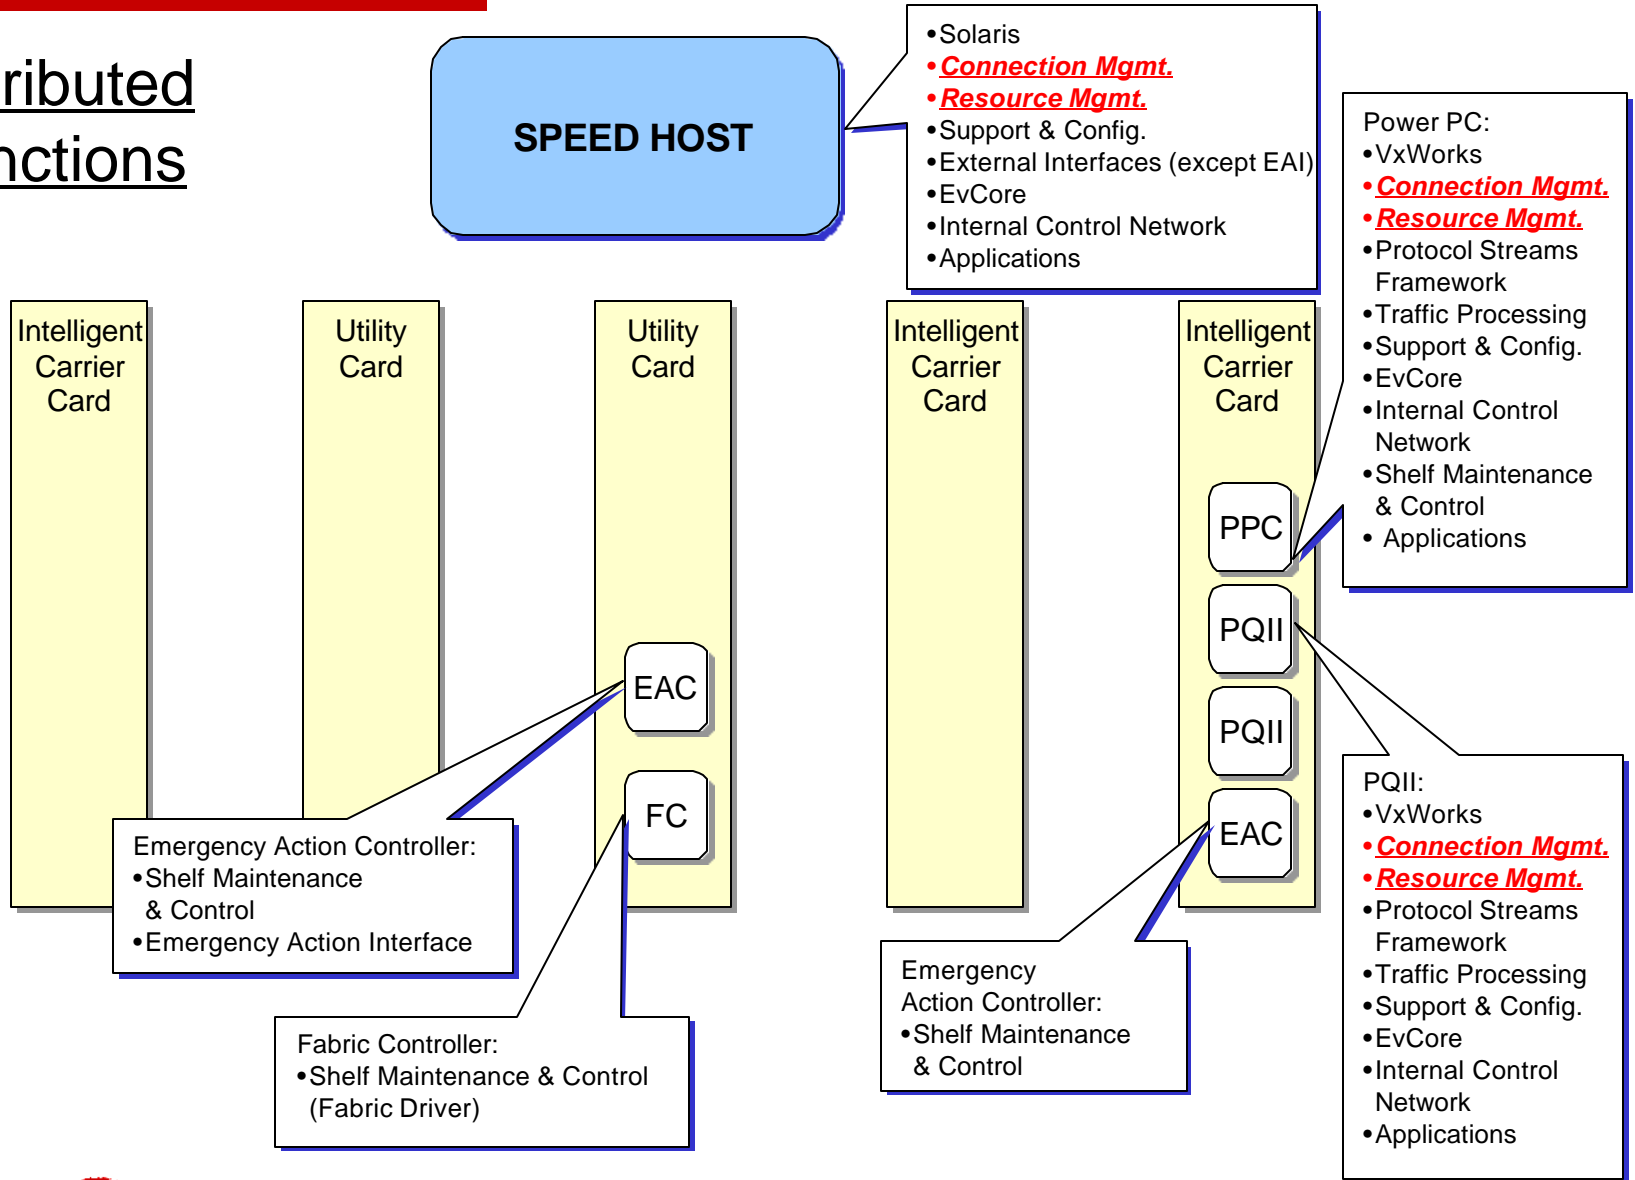 ributed
nctions
SPEED HOST
•Solaris
•Connection Mgmt.
•Resource Mgmt.
•Support & Config.
•External Interfaces (except EAI)
•EvCore
•Internal Control Network
•Applications
Power PC:
•VxWorks
•Connection Mgmt.
•Resource Mgmt.
•Protocol Streams
Framework
•Traffic Processing
•Support & Config.
•EvCore
•Internal Control
Network
•Shelf Maintenance
& Control
• Applications
Intelligent
Carrier
Card
Utility
Card
Utility
Card
Intelligent
Carrier
Card
Intelligent
Carrier
Card
PPC
PQII
PQII
EAC
EAC
FC
Emergency Action Controller:
•Shelf Maintenance
& Control
•Emergency Action Interface
Fabric Controller:
•Shelf Maintenance & Control
(Fabric Driver)
Emergency
Action Controller:
•Shelf Maintenance
& Control
PQII:
•VxWorks
•Connection Mgmt.
•Resource Mgmt.
•Protocol Streams
Framework
•Traffic Processing
•Support & Config.
•EvCore
•Internal Control
Network
•Applications